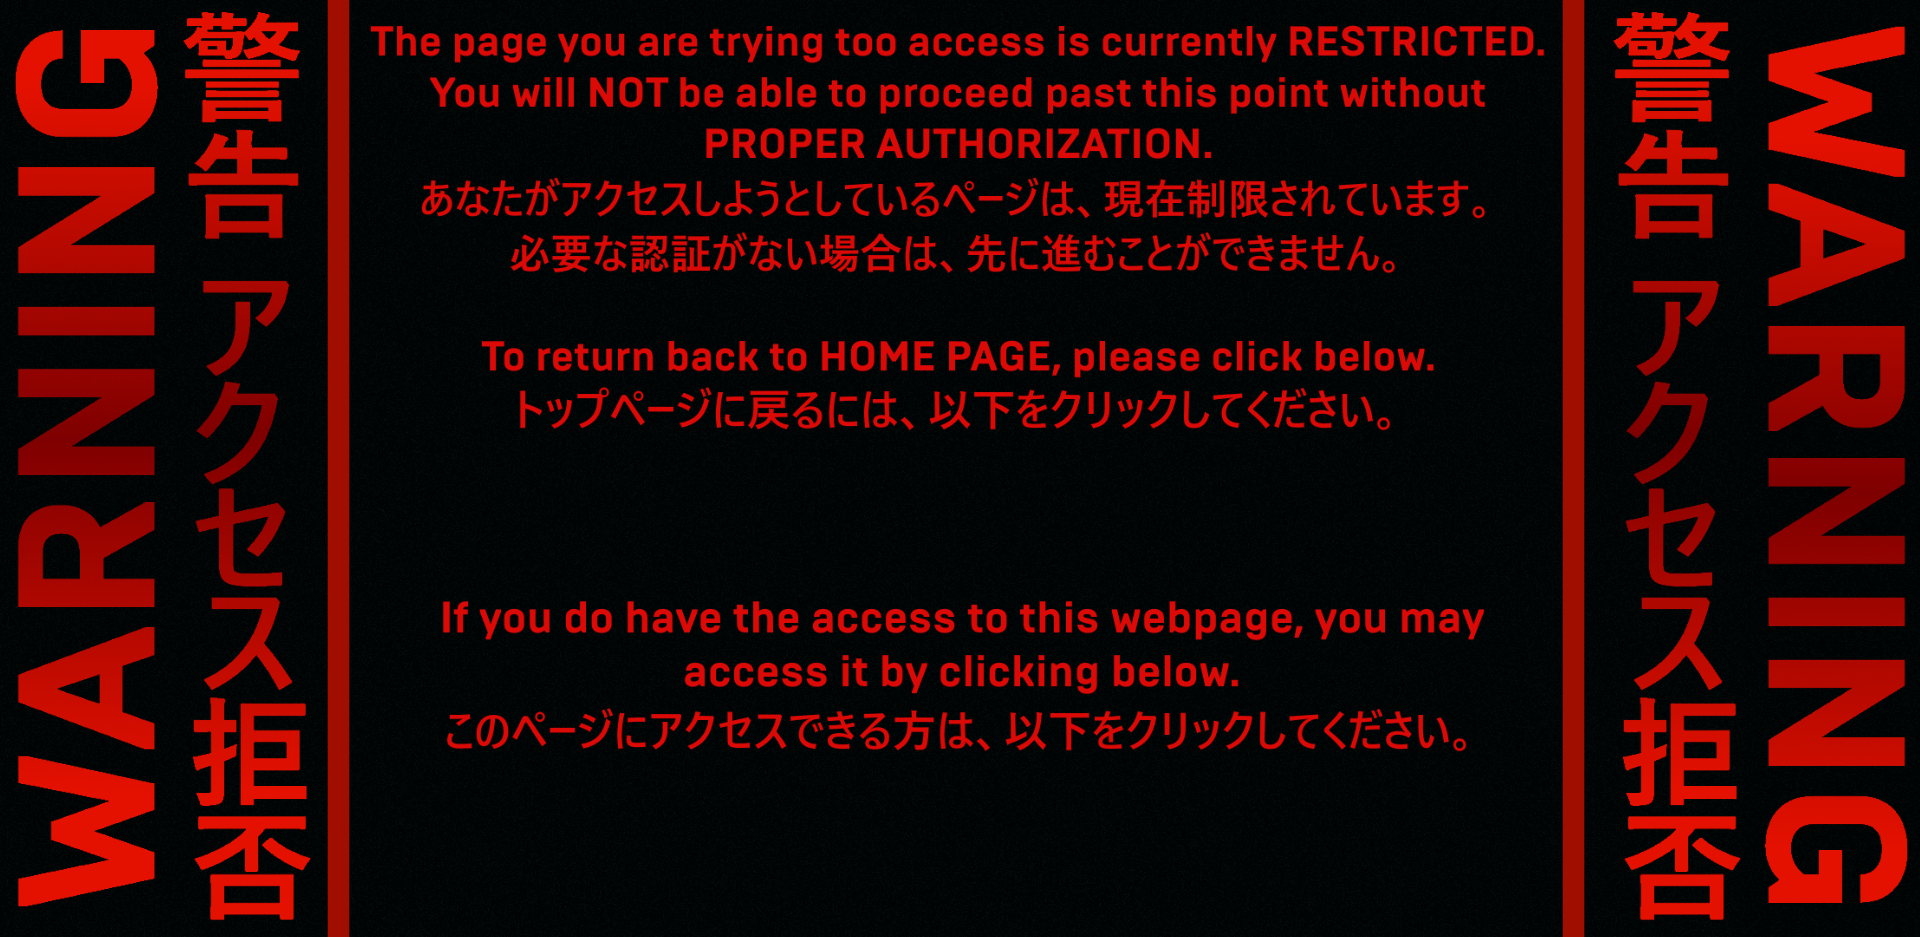 WARNING
警告 アクセス拒否
The page you are trying too access is currently RESTRICTED.
You will NOT be able to proceed past this point without
PROPER AUTHORIZATION.
あなたがアクセスしようとしているページは、現在制限されています。
必要な認証がない場合は、先に進むことができません。
To return back to HOME PAGE, please click below.
トップページに戻るには、以下をクリックしてください。
If you do have the access to this webpage, you may
access it by clicking below.
このページにアクセスできる方は、以下をクリックしてください。
警告 アクセス拒否
WARNING